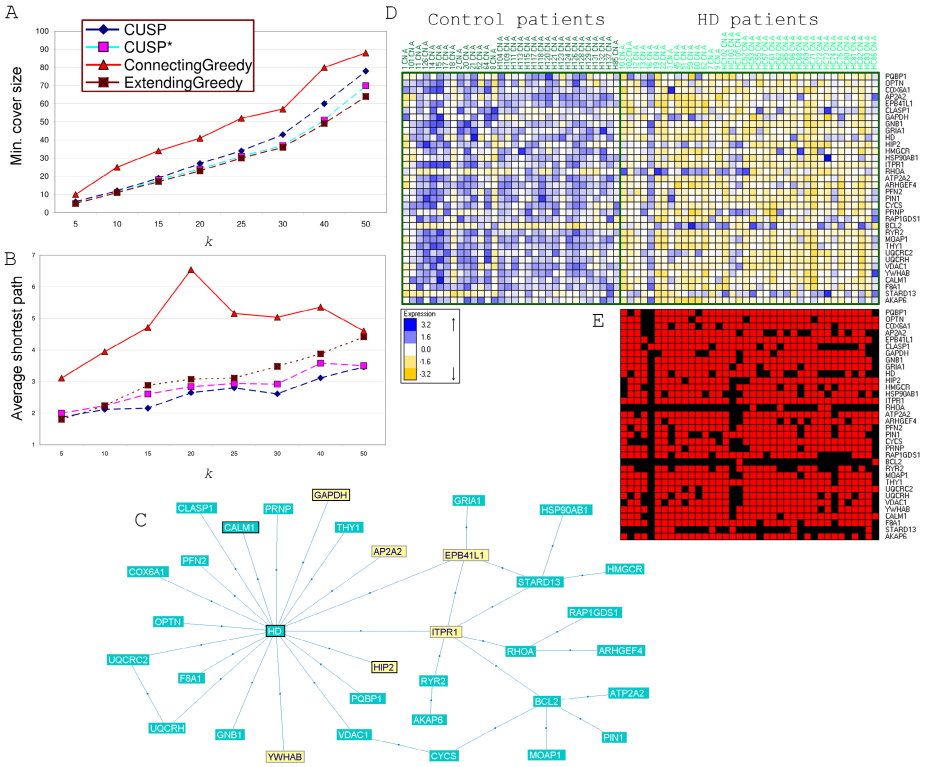 A
CUSP
CUSP*
ConnectingGreedy
ExtendingGreedy
Min. cover size
100
90
80
70
60
50
40
30
20
10
0
5 10 15 20 25 30 40 50
k
B
Average shortest path
7
6
5
4
3
2
1
5 10 15 20 25 30 40 50
k
C
CLASP1
PRNP
GAPDH
CALM1
THY1
GRIA1
HSP90AB1
PFN2
AP2A2
EPB41L1
COX6A1
STARD13
HMGCR
OPTN
RAP1GDS1
HD
ITPR1
UQCRC2
RHOA
ARHGEF4
F8A1
HIP2
RYR2
PQBP1
BCL2
ATP2A2
UQCRH
GNB1
VDAC1
AKAP6
PIN1
YWHAB
CYCS
MOAP1
D
Control patients
HD patients
PQBP1
OPTN
COX6A1
AP2A2
EPB41L1
CLASP1
GAPDH
GNB1
GRIA1
HD
HIP2
HMGCR
HSP90AB1
ITPR1
RHOA
ATP2A2
ARHGEF4
PFN2
PIN1
CYCS
PRNP
RAP1GDS1
BCL2
RYR2
MOAP1
THY1
UQCRC2
UQCRH
VDAC1
YWHAB
CALM1
F8A1
STARD13
AKAP6
Expression
3.2
1.6
0.0
-1.6
-3.2
E
PQBP1
OPTN
COX6A1
AP2A2
EPB41L1
CLASP1
GAPDH
GNB1
GRIA1
HD
HIP2
HMGCR
HSP90AB1
ITPR1
RHOA
ATP2A2
ARHGEF4
PFN2
PIN1
CYCS
PRNP
RAP1GDS1
BCL2
RYR2
MOAP1
THY1
UQCRC2
UQCRH
VDAC1
YWHAB
CALM1
F8A1
STARD13
AKAP6